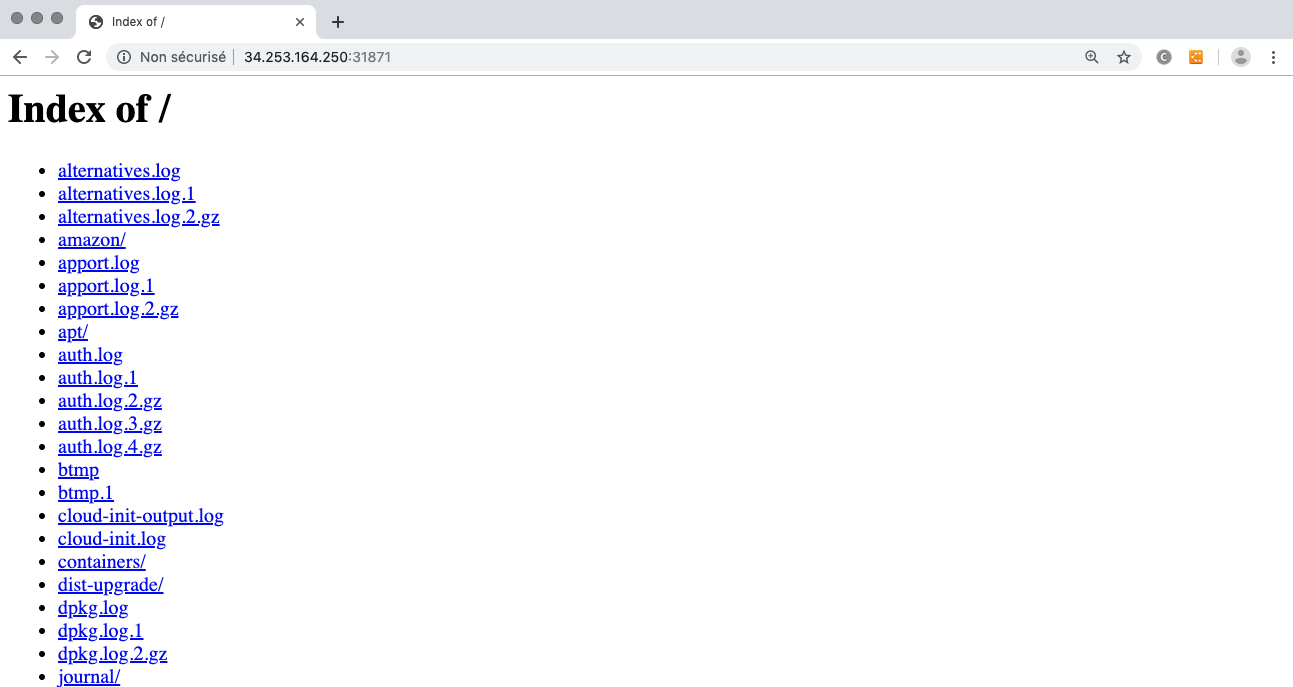 Index of /
Non sécurisé 34.253.164.250:31871
Index of /
alternatives.log
alternatives.log.1
alternatives.log.2.gz
amazon/
apport.log
apport.log.1
apport.log.2.gz
apt/
auth.log
auth.log.1
auth.log.2.gz
auth.log.3.gz
auth.log.4.gz
btmp
btmp.1
cloud-init-output.log
cloud-init.log
containers/
dist-upgrade/
dpkg.log
dpkg.log.1
dpkg.log.2.gz
journal/